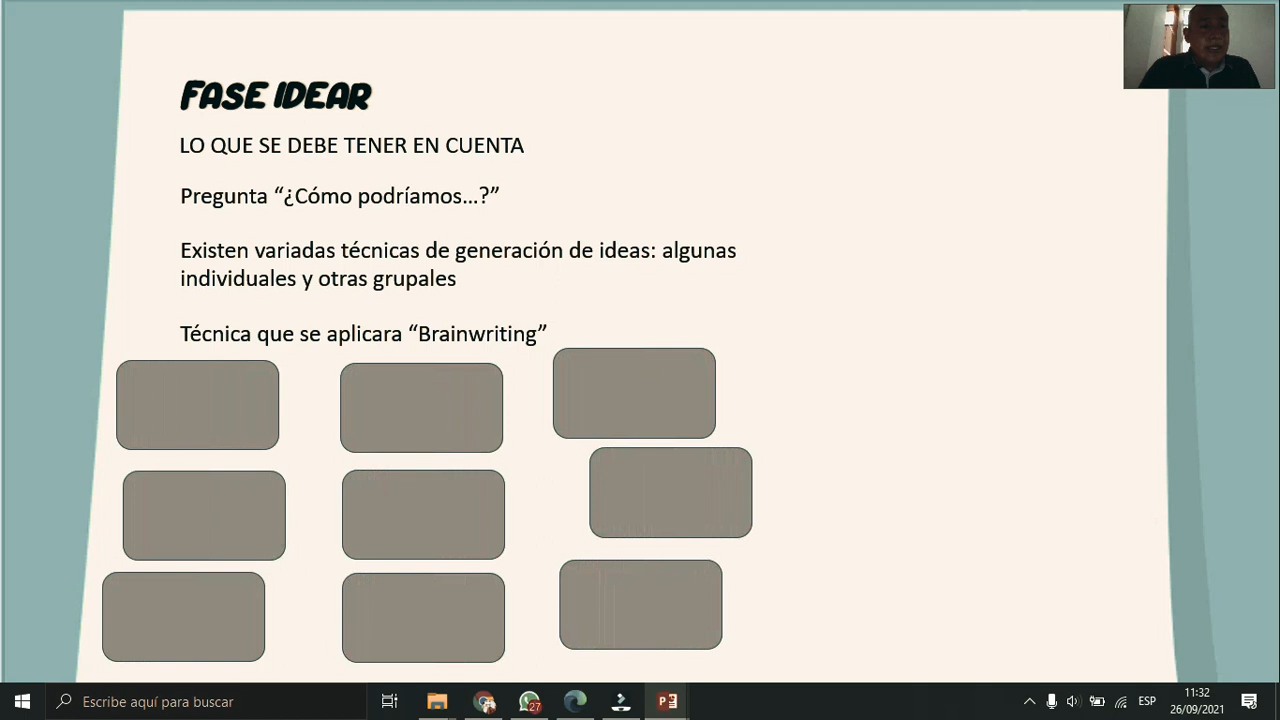 FASE IDEAR
LO QUE SE DEBE TENER EN CUENTA
Pregunta “¿Cómo podríamos...?”
Existen variadas técnicas de generación de ideas: algunas
individuales y otras grupales
Técnica que se aplicara “Brainwriting”
Escribe aquí para buscar
27
ESP
11:32
26/09/2021